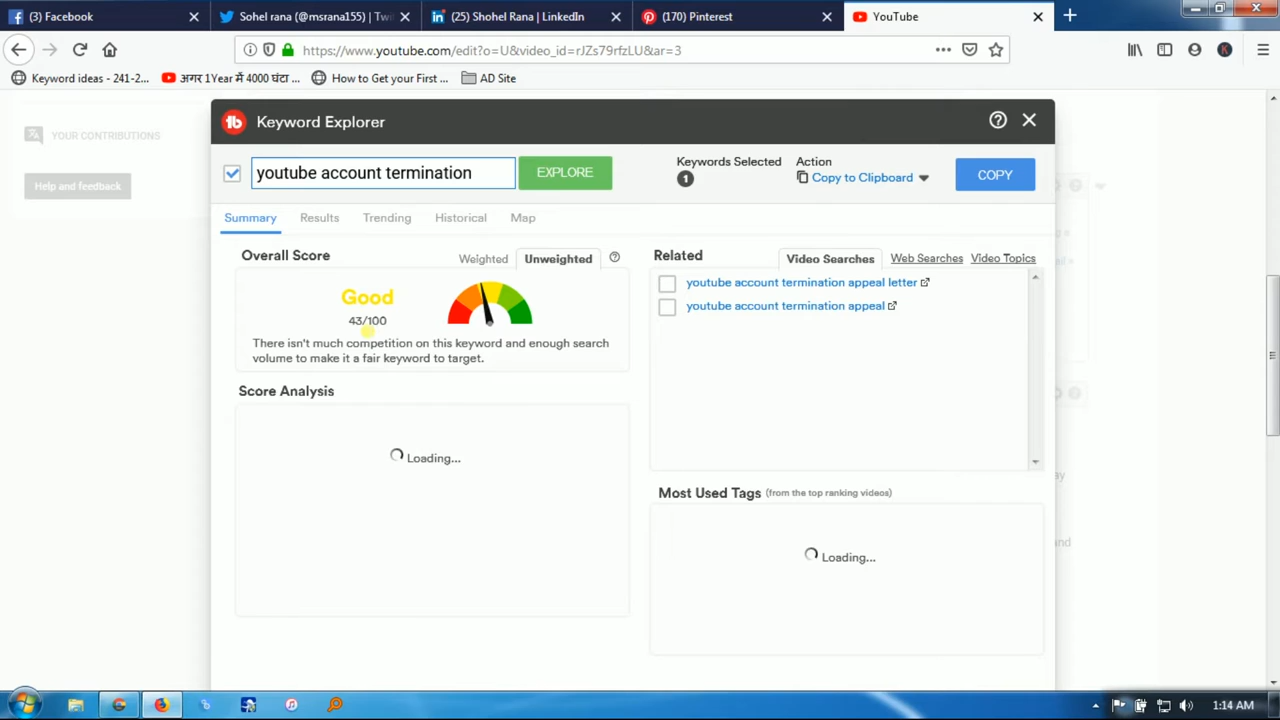 (3) Facebook
Sohel rana (@msrana155) | Twi
(25) Shohel Rana | LinkedIn
(170) Pinterest
YouTube
https://www.youtube.com/edit?o=U&video_id=rJZs79rfzLU&ar=3
Keyword ideas - 241-2...
अगर 1Year में 4000 घंटा ...
How to Get your First ...
AD Site
YOUR CONTRIBUTIONS
Help and feedback
Keyword Explorer
youtube account termination
EXPLORE
Keywords Selected
1
Action
Copy to Clipboard
COPY
Summary
Results
Trending
Historical
Map
Overall Score
Weighted
Unweighted
Good
43/100
There isn't much competition on this keyword and enough search
volume to make it a fair keyword to target.
Score Analysis
Loading...
Related
Video Searches
Web Searches
Video Topics
youtube account termination appeal letter
youtube account termination appeal
Most Used Tags (from the top ranking videos)
Loading...
1:14 AM